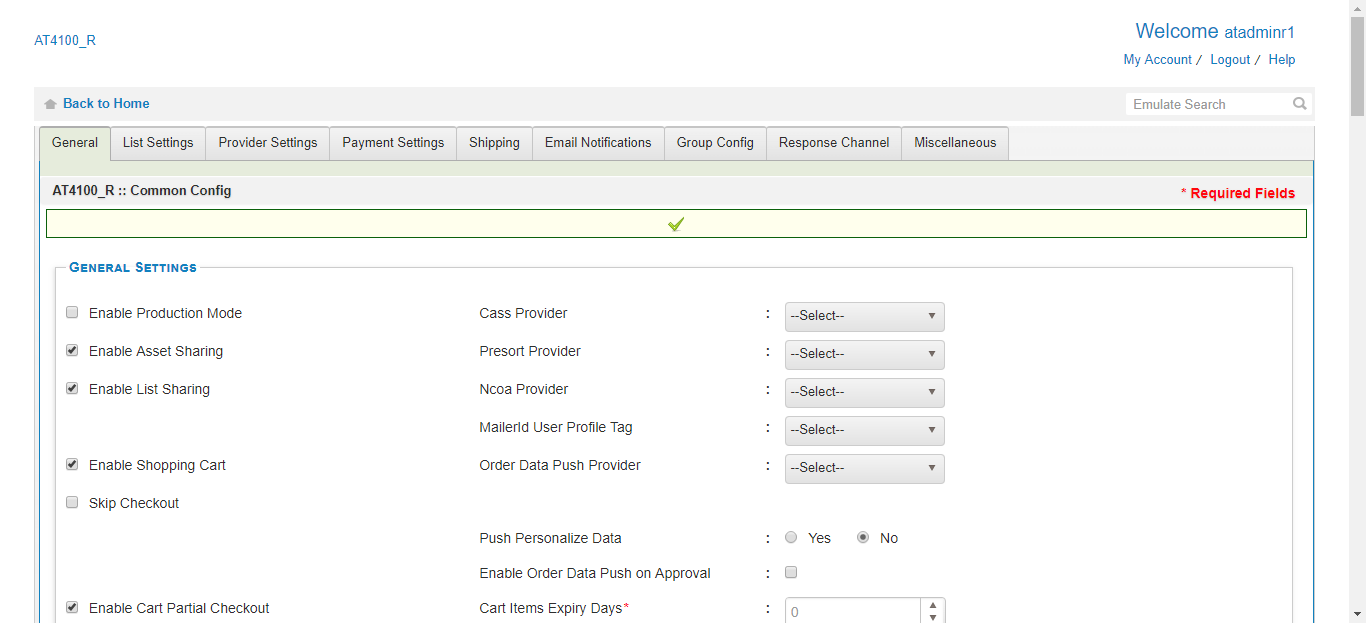 AT4100_R
Welcome atadminr1
My Account / Logout / Help
Back to Home
Emulate Search
General List Settings Provider Settings Payment Settings Shipping Email Notifications Group Config Response Channel Miscellaneous
AT4100_R :: Common Config
* Required Fields
General Settings
Enable Production Mode Cass Provider : --Select--
Enable Asset Sharing Presort Provider : --Select--
Enable List Sharing Ncoa Provider : --Select--
MailerId User Profile Tag : --Select--
Enable Shopping Cart Order Data Push Provider : --Select--
Skip Checkout
Push Personalize Data : Yes No
Enable Order Data Push on Approval :
Enable Cart Partial Checkout Cart Items Expiry Days* : 0